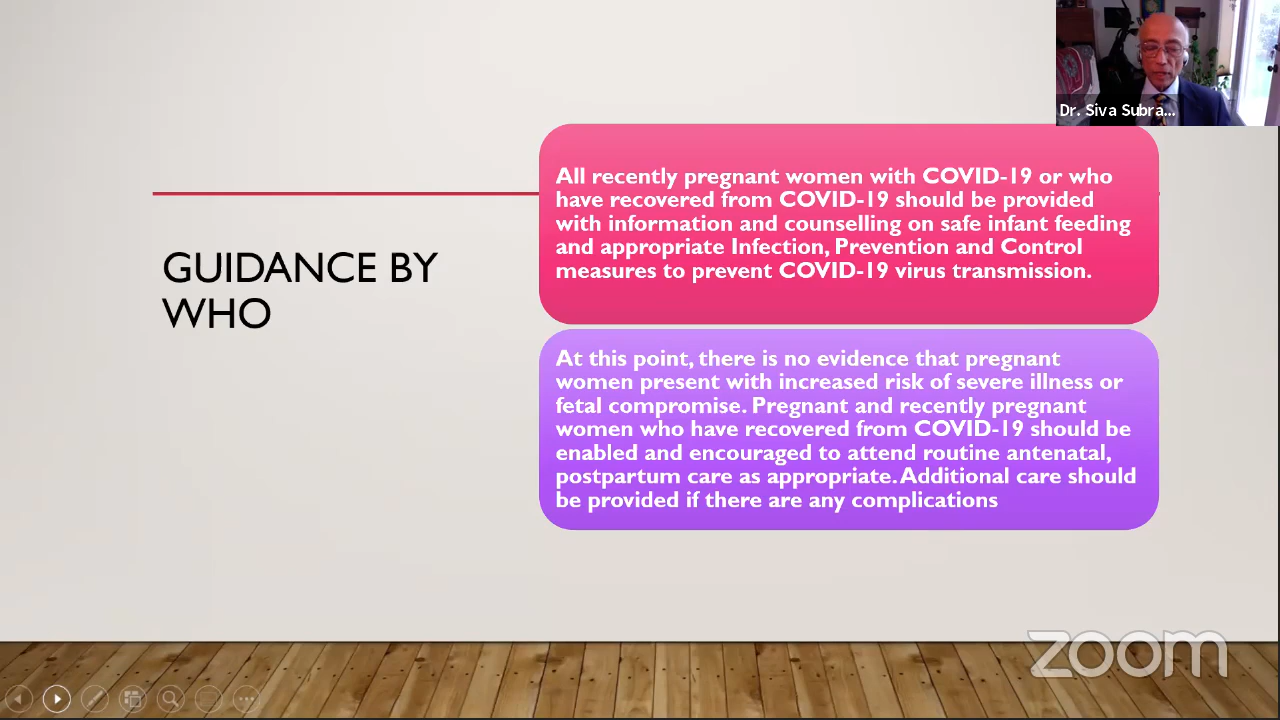 Dr. Siva Subra...
All recently pregnant women with COVID-19 or who
have recovered from COVID-19 should be provided
with information and counselling on safe infant feeding
and appropriate Infection, Prevention and Control
measures to prevent COVID-19 virus transmission.
GUIDANCE BY
WHO
At this point, there is no evidence that pregnant
women present with increased risk of severe illness or
fetal compromise. Pregnant and recently pregnant
women who have recovered from COVID-19 should be
enabled and encouraged to attend routine antenatal,
postpartum care as appropriate. Additional care should
be provided if there are any complications
zoom